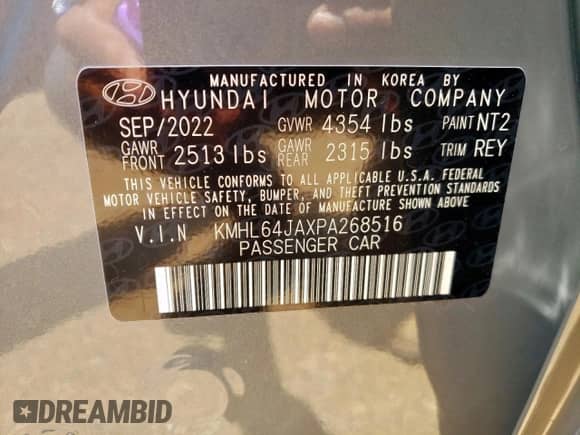 MANUFACTURED IN KOREA BY
HYUNDAI MOTOR COMPANY
SEP/2022 GVWR 4354 lbs PAINT NT2
GAWR FRONT 2513 lbs GAWR REAR 2315 lbs TRIM REY
THIS VEHICLE CONFORMS TO ALL APPLICABLE U.S.A. FEDERAL
MOTOR VEHICLE SAFETY, BUMPER, AND THEFT PREVENTION STANDARDS
IN EFFECT ON THE DATE OF MANUFACTURE SHOWN ABOVE
V.I.N KMHL64JAXPA268516
PASSENGER CAR
DREAMBID